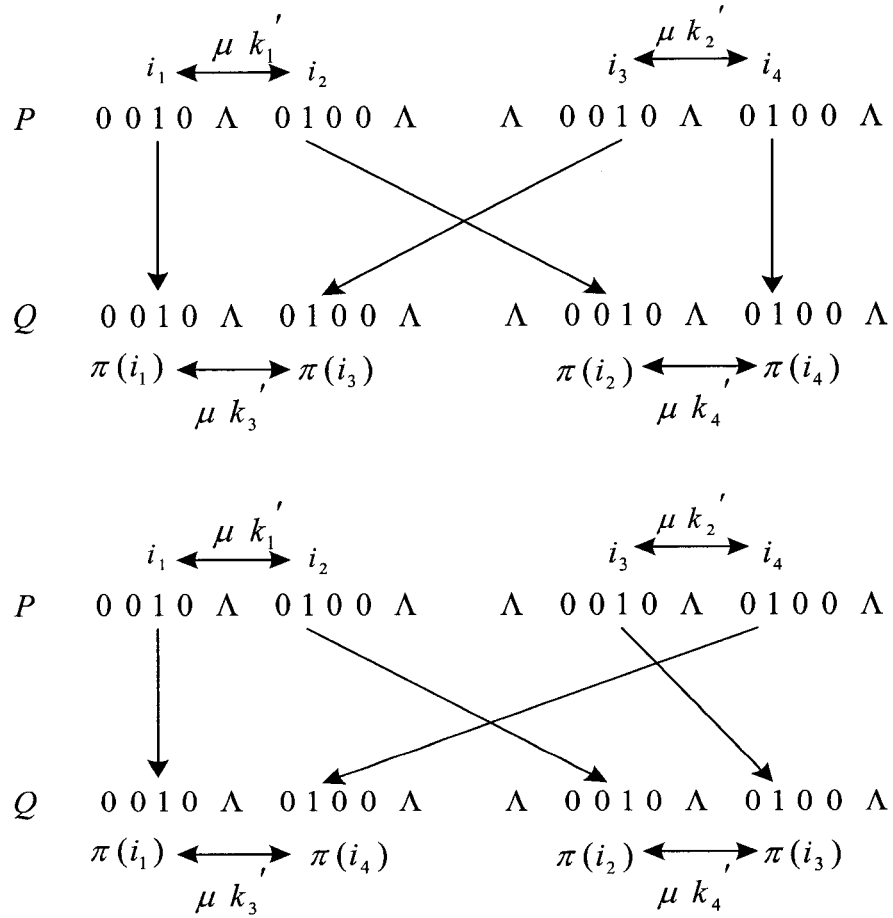 μ k₁′ μ k₂′
i₁ i₂ i₃ i₄
P 0 0 1 0 Λ 0 1 0 0 Λ Λ 0 0 1 0 Λ 0 1 0 0 Λ
Q 0 0 1 0 Λ 0 1 0 0 Λ Λ 0 0 1 0 Λ 0 1 0 0 Λ
π(i₁) π(i₃) π(i₂) π(i₄)
μ k₃′ μ k₄′
μ k₁′ μ k₂′
i₁ i₂ i₃ i₄
P 0 0 1 0 Λ 0 1 0 0 Λ Λ 0 0 1 0 Λ 0 1 0 0 Λ
Q 0 0 1 0 Λ 0 1 0 0 Λ Λ 0 0 1 0 Λ 0 1 0 0 Λ
π(i₁) π(i₄) π(i₂) π(i₃)
μ k₃′ μ k₄′